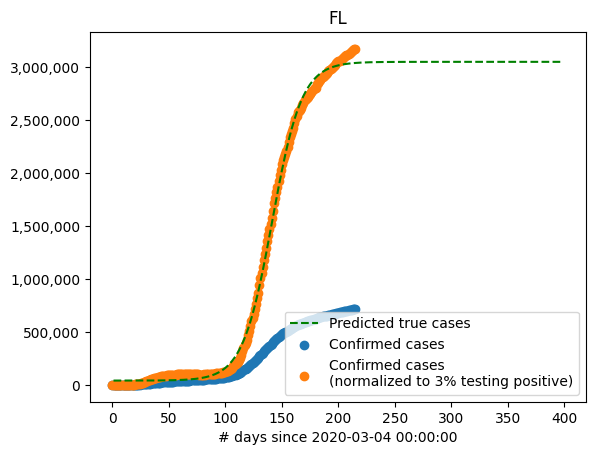 FL
3,000,000
2,500,000
2,000,000
1,500,000
1,000,000
500,000
0
Predicted true cases
Confirmed cases
Confirmed cases
(normalized to 3% testing positive)
0 50 100 150 200 250 300 350 400
# days since 2020-03-04 00:00:00